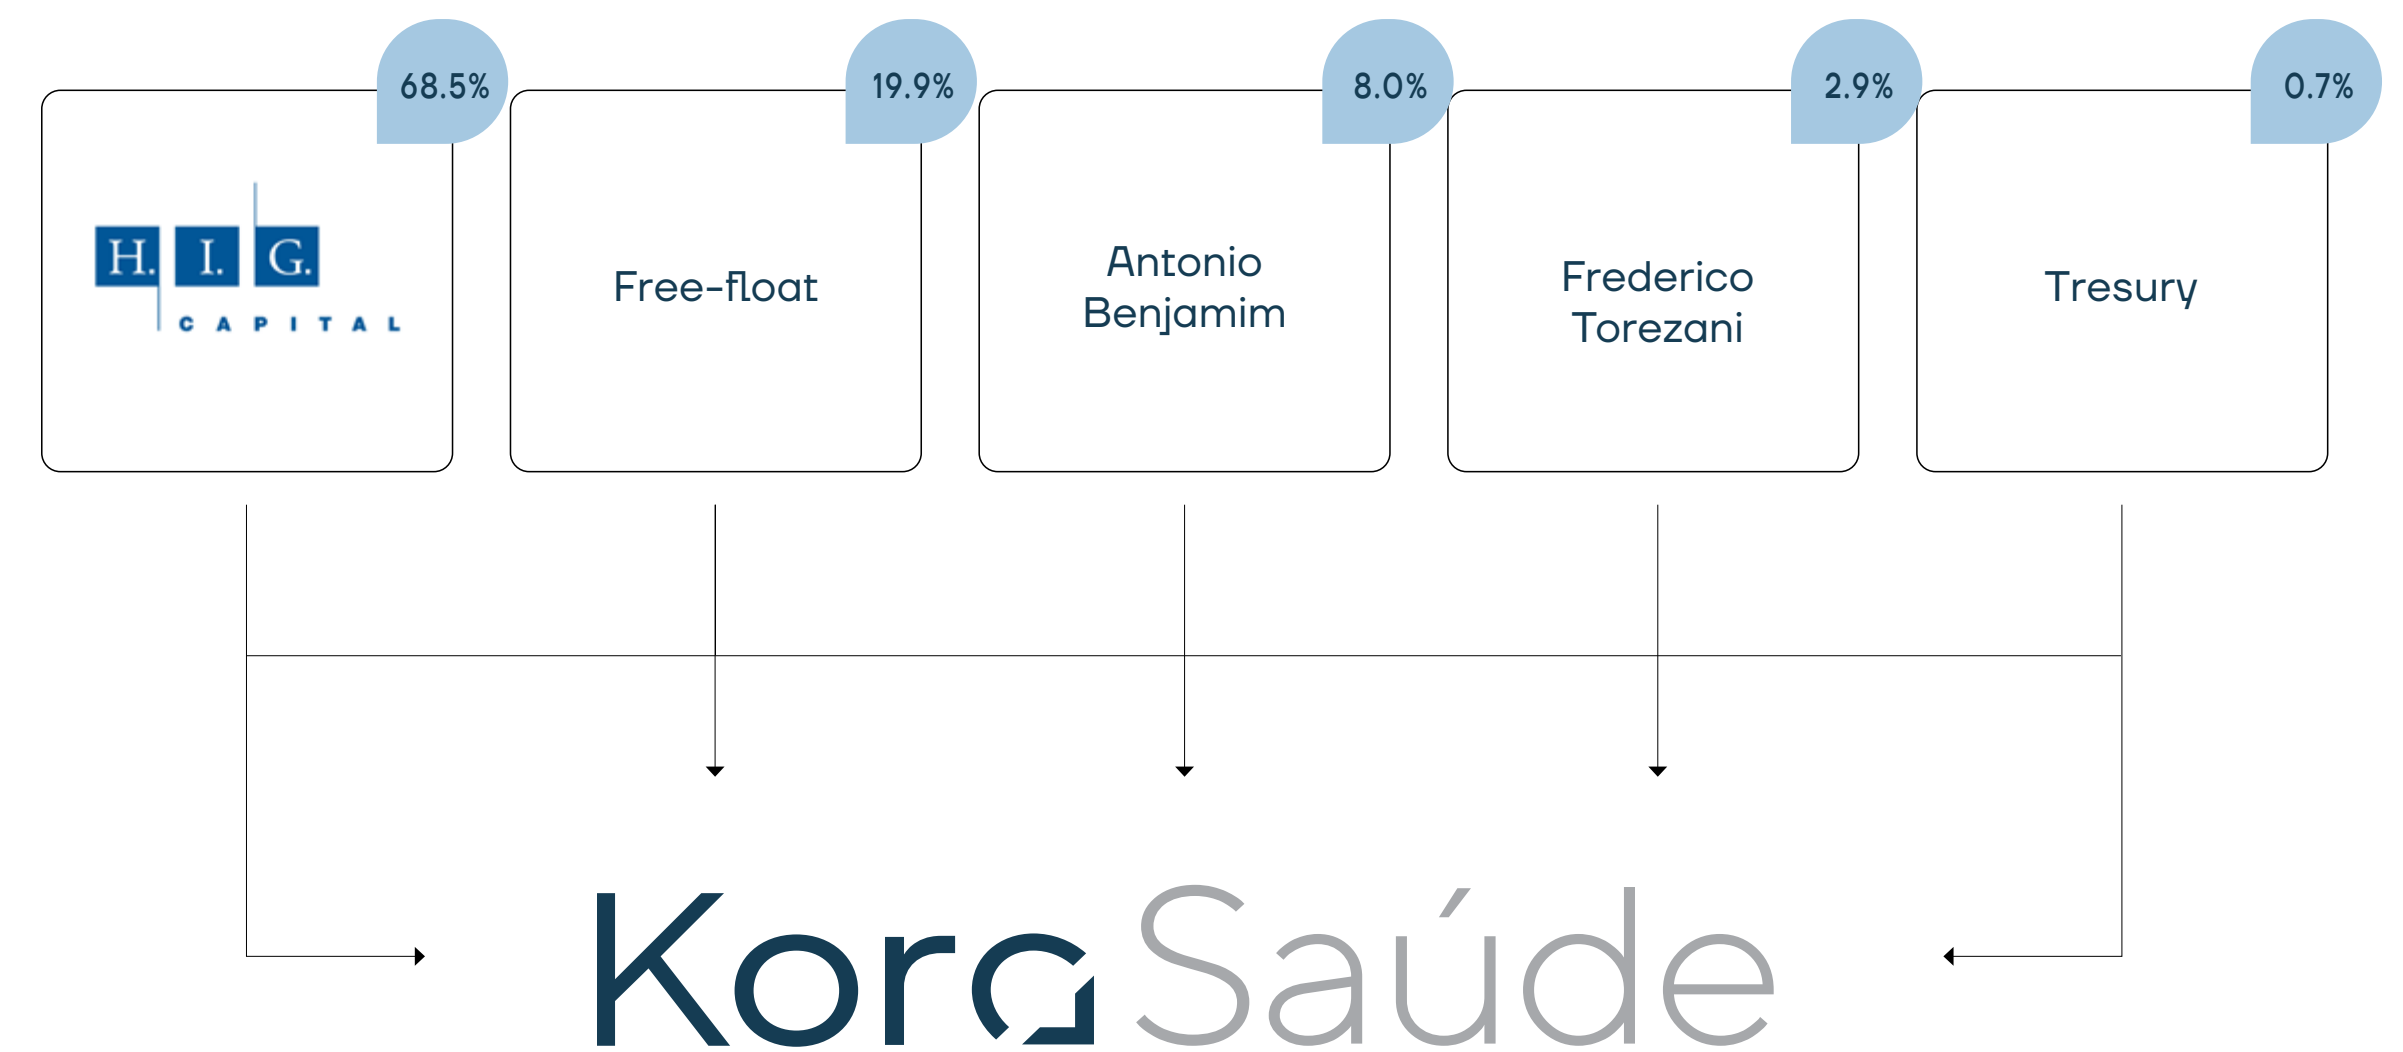 68.5%
19.9%
8.0%
2.9%
0.7%
H. I. G.
CAPITAL
Free-float
Antonio
Benjamim
Frederico
Torezani
Tresury
Kora Saúde